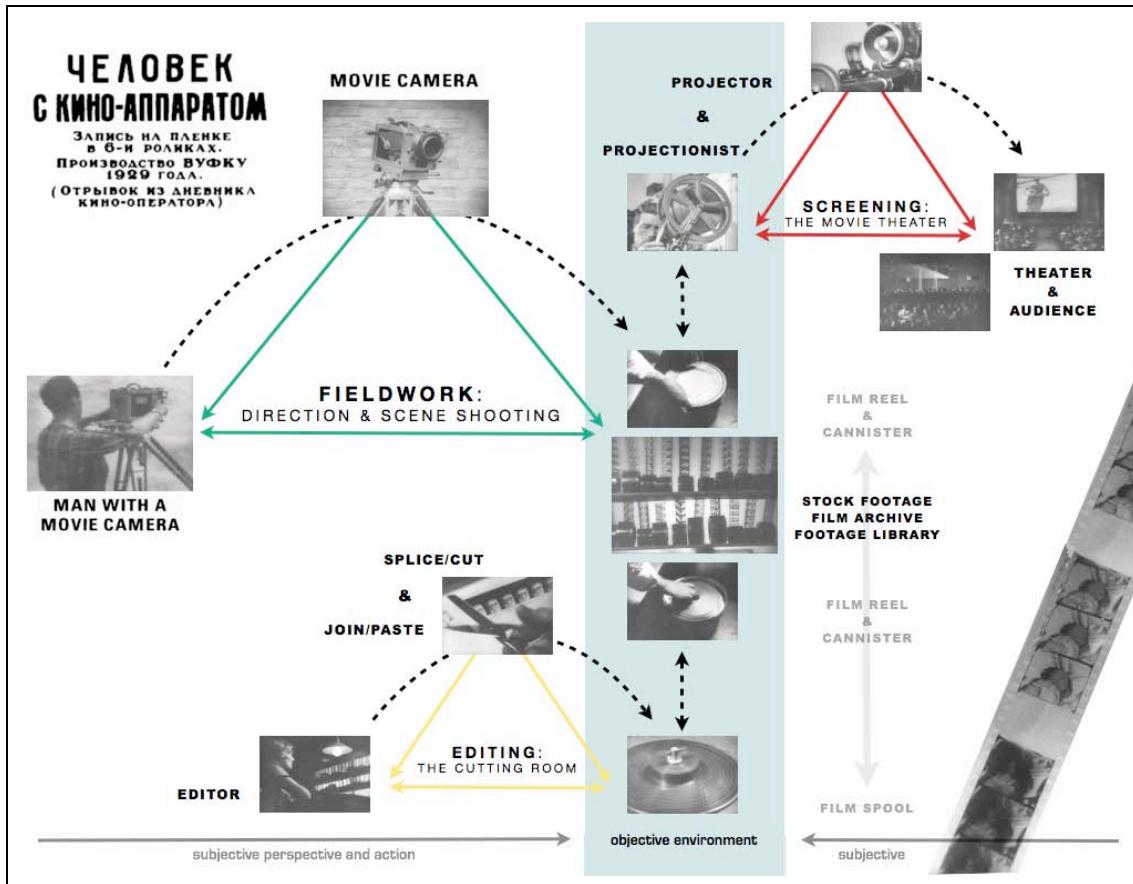 ЧЕЛОВЕК
С КИНО-АППАРАТОМ
Запись на пленке
в 6-и роликах.
Производство ВУФКУ
1929 года.
(Отрывок из дневника
кино-оператора)
MOVIE CAMERA
PROJECTOR
&
PROJECTIONIST
SCREENING:
THE MOVIE THEATER
THEATER
&
AUDIENCE
FIELDWORK:
DIRECTION & SCENE SHOOTING
MAN WITH A
MOVIE CAMERA
FILM REEL
&
CANNISTER
STOCK FOOTAGE
FILM ARCHIVE
FOOTAGE LIBRARY
SPLICE/CUT
&
JOIN/PASTE
FILM REEL
&
CANNISTER
EDITING:
THE CUTTING ROOM
EDITOR
FILM SPOOL
subjective perspective and action
objective environment
subjective